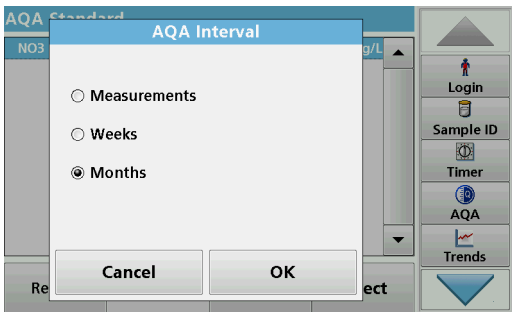 AQA Standard
AQA Interval
NO3
g/L
Measurements
Weeks
Months
Cancel
OK
Re
ect
Login
Sample ID
Timer
AQA
Trends